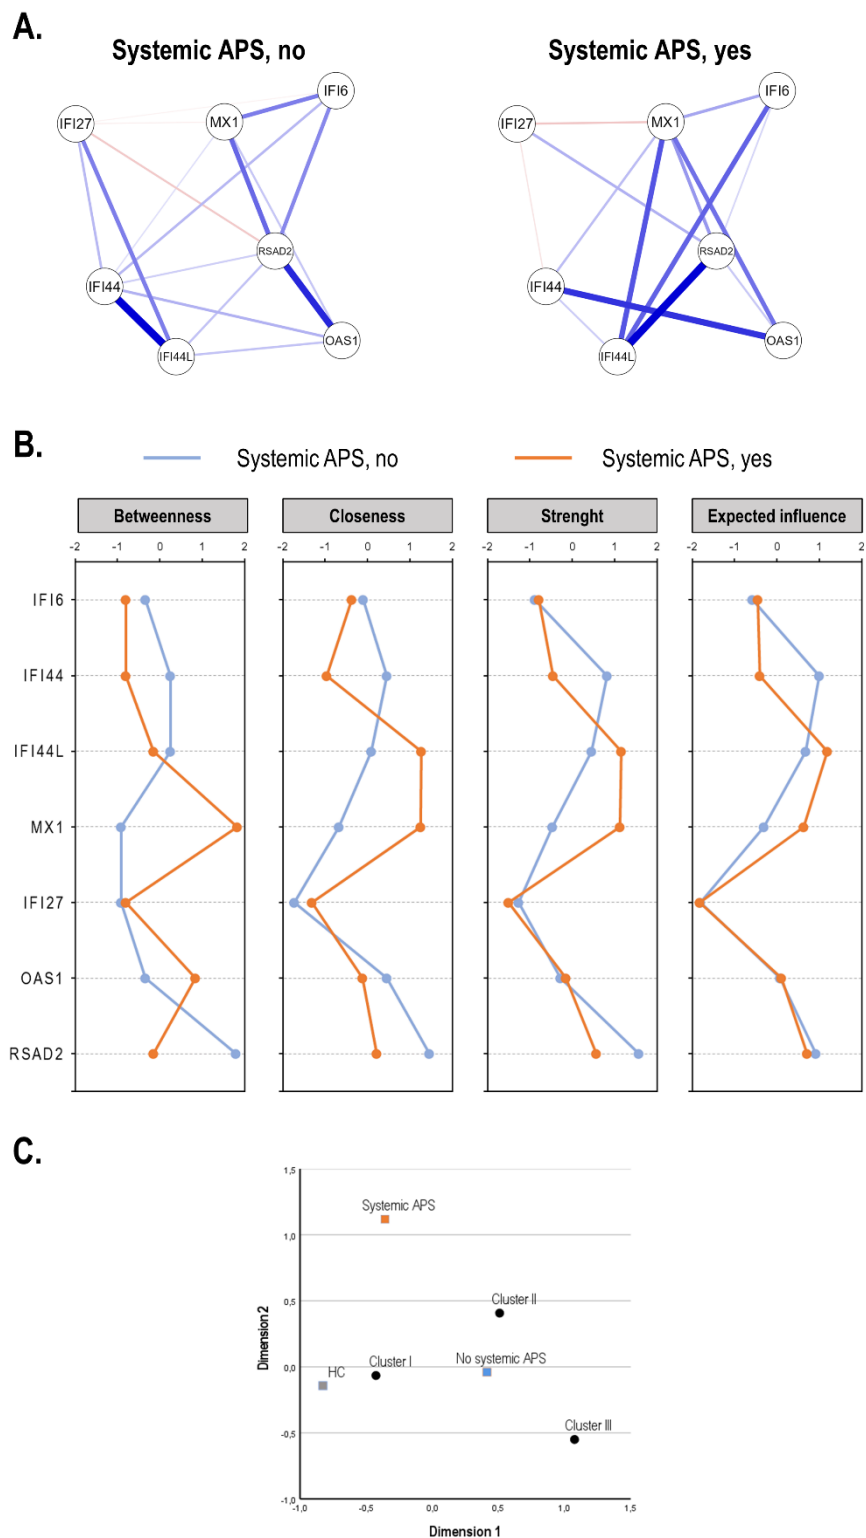 A.
Systemic APS, no
Systemic APS, yes
IFI6
IFI27
MX1
RSAD2
IFI44
OAS1
IFI44L
IFI6
IFI27
MX1
RSAD2
IFI44
OAS1
IFI44L
B.
Systemic APS, no
Systemic APS, yes
Betweenness
Closeness
Strenght
Expected influence
-2 -1 0 1 2
-2 -1 0 1 2
-2 -1 0 1 2
-2 -1 0 1 2
IFI6
IFI44
IFI44L
MX1
IFI27
OAS1
RSAD2
C.
1,5
Systemic APS
1,0
0,5
Cluster II
Dimension 2
0,0
HC
Cluster I
No systemic APS
-0,5
Cluster III
-1,0
-1,0 -0,5 0,0 0,5 1,0 1,5
Dimension 1